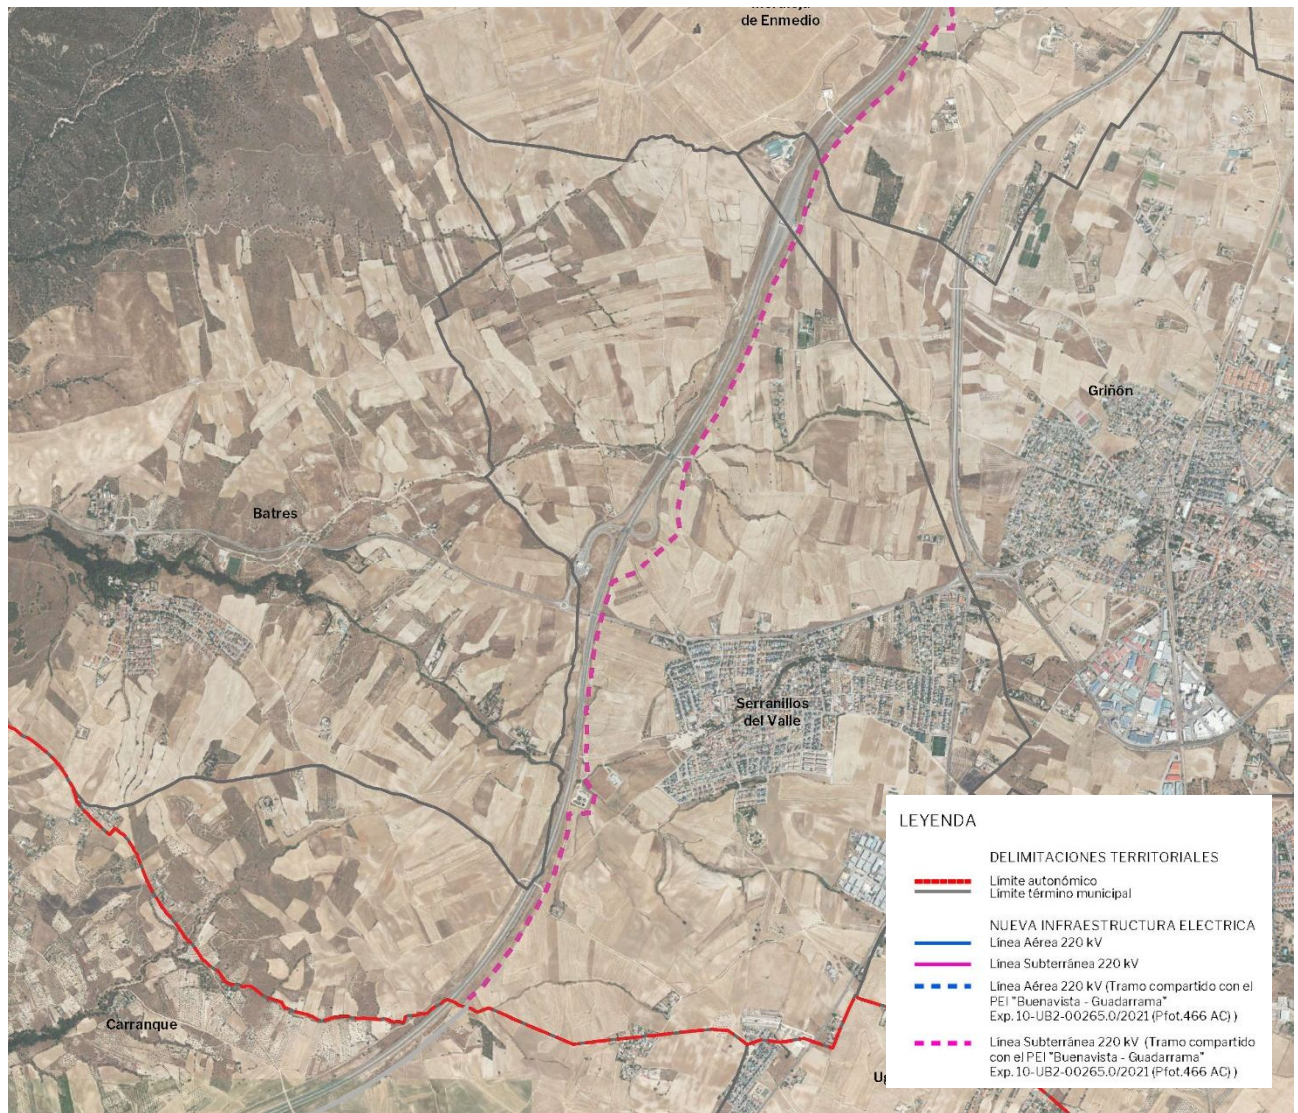 de Enmedio
Griñón
Batres
Serranillos
del Valle
Carranque
LEYENDA
DELIMITACIONES TERRITORIALES
Límite autonómico
Límite término municipal
NUEVA INFRAESTRUCTURA ELECTRICA
Línea Aérea 220 kV
Línea Subterránea 220 kV
Línea Aérea 220 kV (Tramo compartido con el
PEI "Buenavista - Guadarrama"
Exp. 10-UB2-00265.0/2021 (Pfot.466 AC) )
Línea Subterránea 220 kV (Tramo compartido
con el PEI "Buenavista - Guadarrama"
Exp. 10-UB2-00265.0/2021 (Pfot.466 AC) )